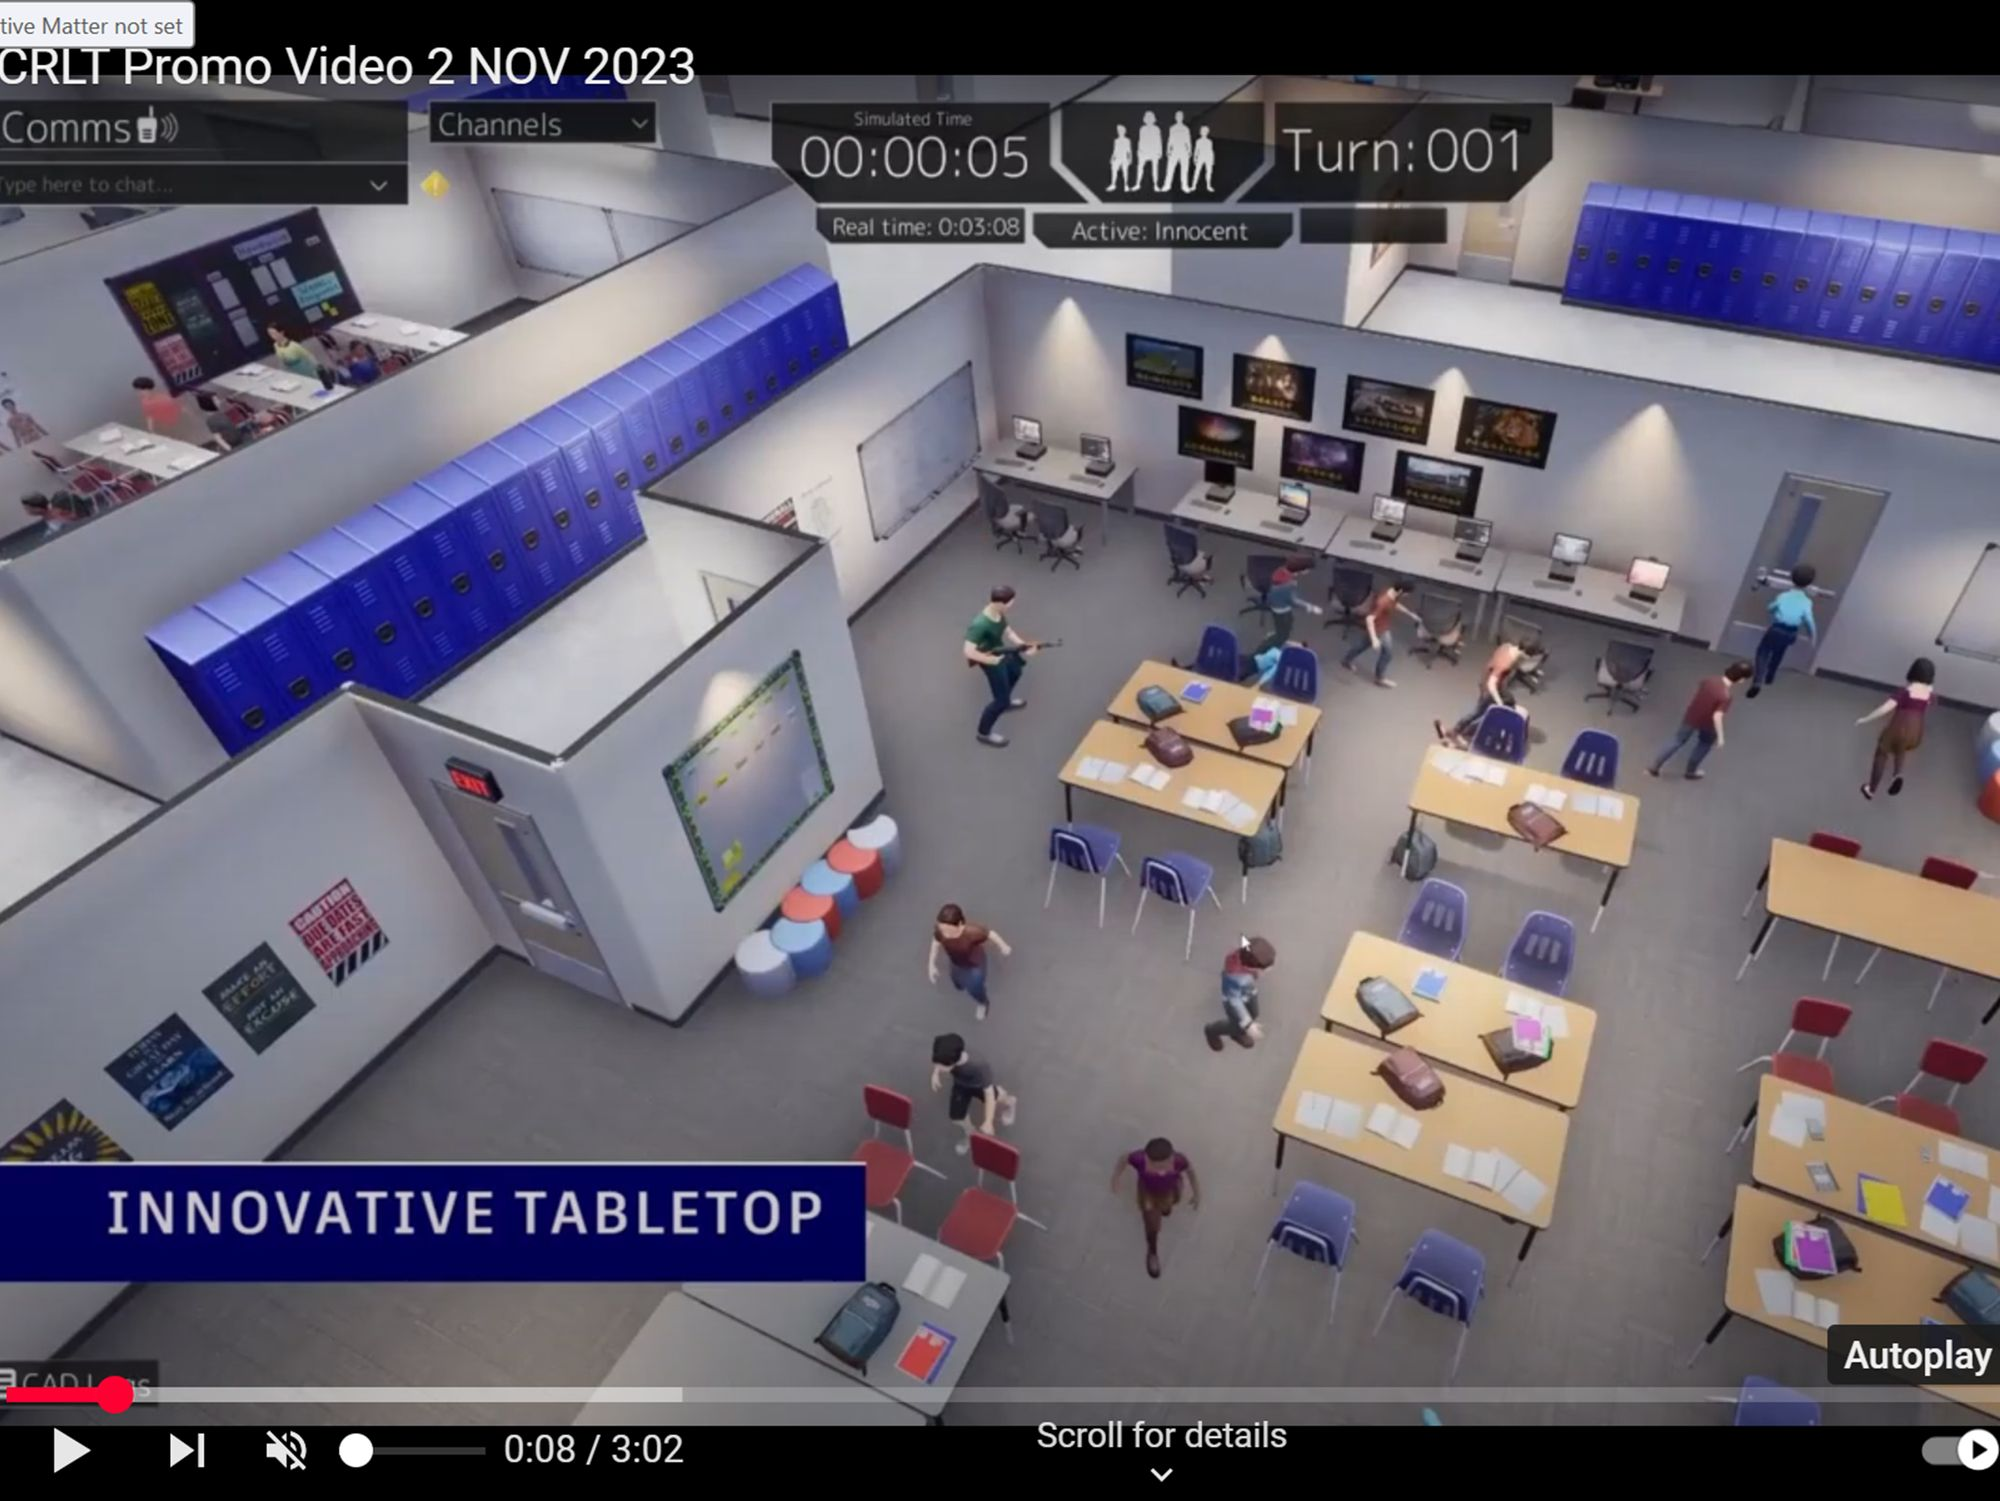 tive Matter not set
CRLT Promo Video 2 NOV 2023
Comms
Channels
Type here to chat...
Simulated Time
00:00:05
Turn: 001
Real time: 0:03:08
Active: Innocent
EXIT
CAUTION
DUE DATES
ARE FAST
APPROACHING
MAKE AN
EFFORT
NOT AN
EXCUSE
INNOVATIVE TABLETOP
Autoplay
0:08 / 3:02
Scroll for details